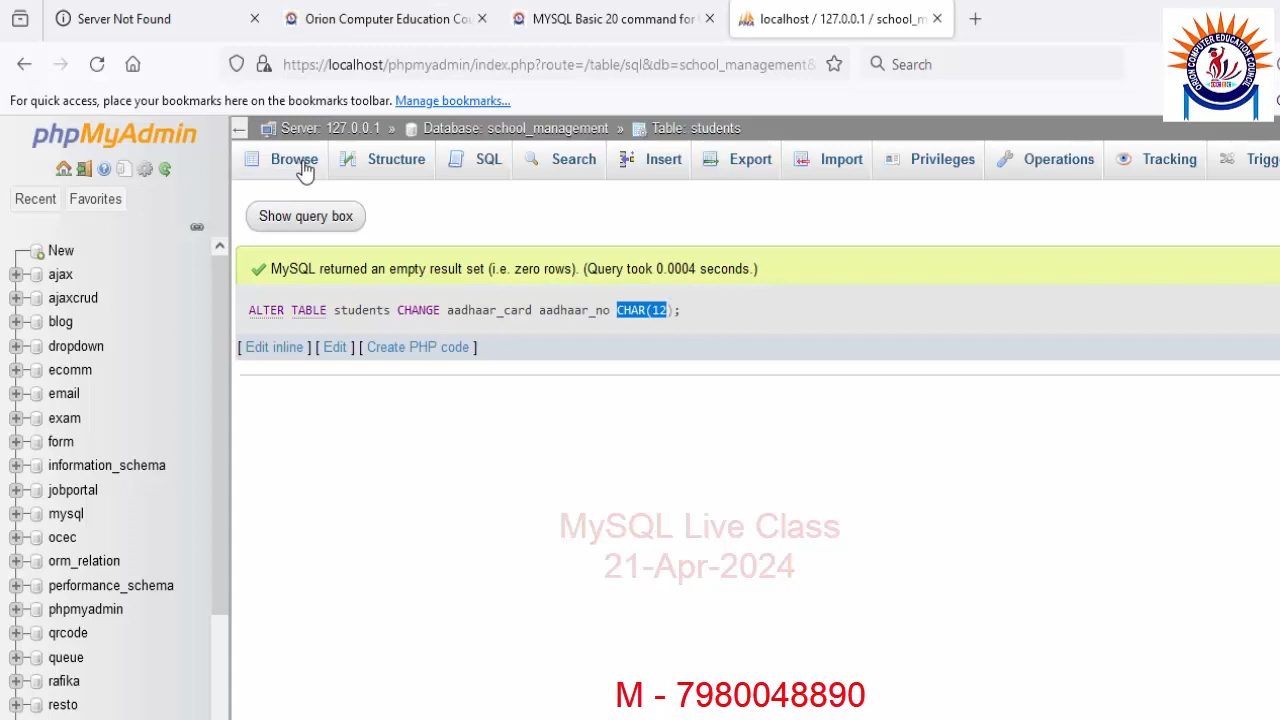 Server Not Found
Orion Computer Education Cou
MYSQL Basic 20 command for
localhost / 127.0.0.1 / school_m
https://localhost/phpmyadmin/index.php?route=/table/sql&db=school_management&
Search
For quick access, place your bookmarks here on the bookmarks toolbar. Manage bookmarks...
ORION COMPUTER EDUCATION COUNCIL
phpMyAdmin
Server: 127.0.0.1 » Database: school_management » Table: students
Browse Structure SQL Search Insert Export Import Privileges Operations Tracking Trigg
Recent Favorites
Show query box
New
ajax
ajaxcrud
blog
dropdown
ecomm
email
exam
form
information_schema
jobportal
mysql
ocec
orm_relation
performance_schema
phpmyadmin
qrcode
queue
rafika
resto
MySQL returned an empty result set (i.e. zero rows). (Query took 0.0004 seconds.)
ALTER TABLE students CHANGE aadhaar_card aadhaar_no CHAR(12);
[ Edit inline ] [ Edit ] [ Create PHP code ]
MySQL Live Class
21-Apr-2024
M - 7980048890